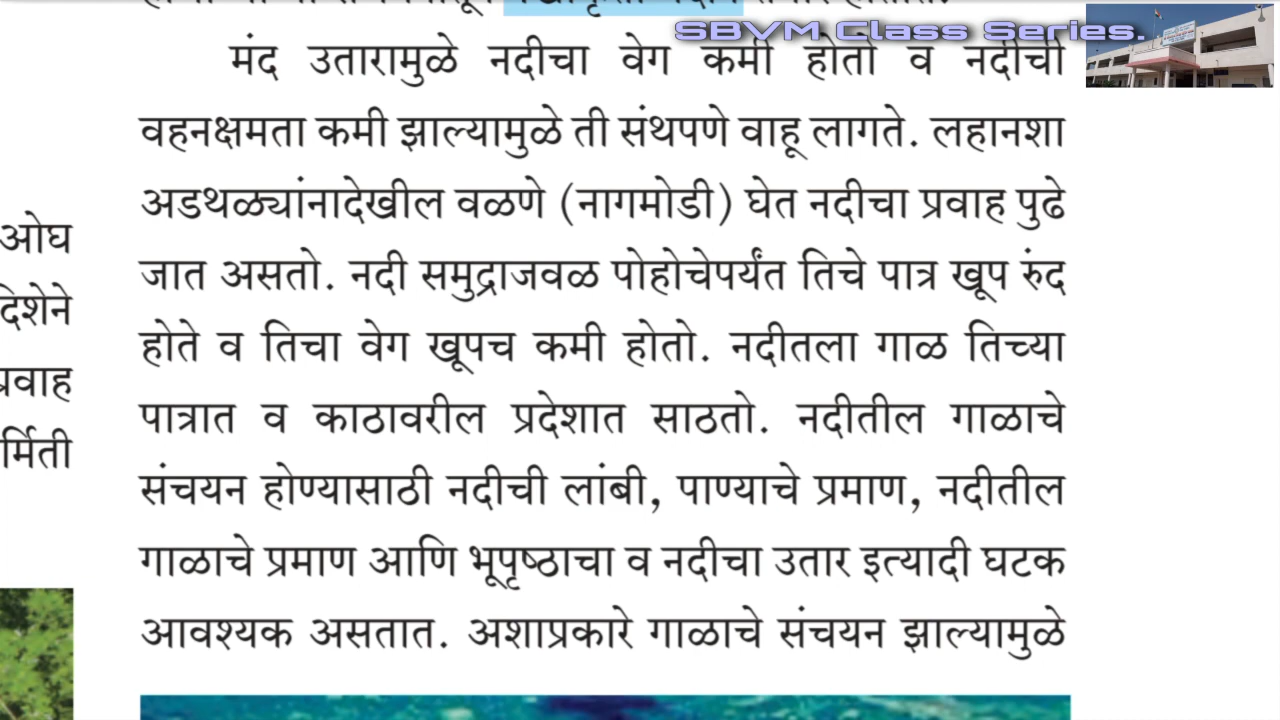 SBVM Class Series.
मंद उतारामुळे नदीचा वेग कमी होतो व नदीची
वहनक्षमता कमी झाल्यामुळे ती संथपणे वाहू लागते. लहानशा
अडथळ्यांनादेखील वळणे (नागमोडी) घेत नदीचा प्रवाह पुढे
जात असतो. नदी समुद्राजवळ पोहोचेपर्यंत तिचे पात्र खूप रुंद
होते व तिचा वेग खूपच कमी होतो. नदीतला गाळ तिच्या
पात्रात व काठावरील प्रदेशात साठतो. नदीतील गाळाचे
संचयन होण्यासाठी नदीची लांबी, पाण्याचे प्रमाण, नदीतील
गाळाचे प्रमाण आणि भूपृष्ठाचा व नदीचा उतार इत्यादी घटक
आवश्यक असतात. अशाप्रकारे गाळाचे संचयन झाल्यामुळे
ओघ
दिशेने
प्रवाह
र्मिती